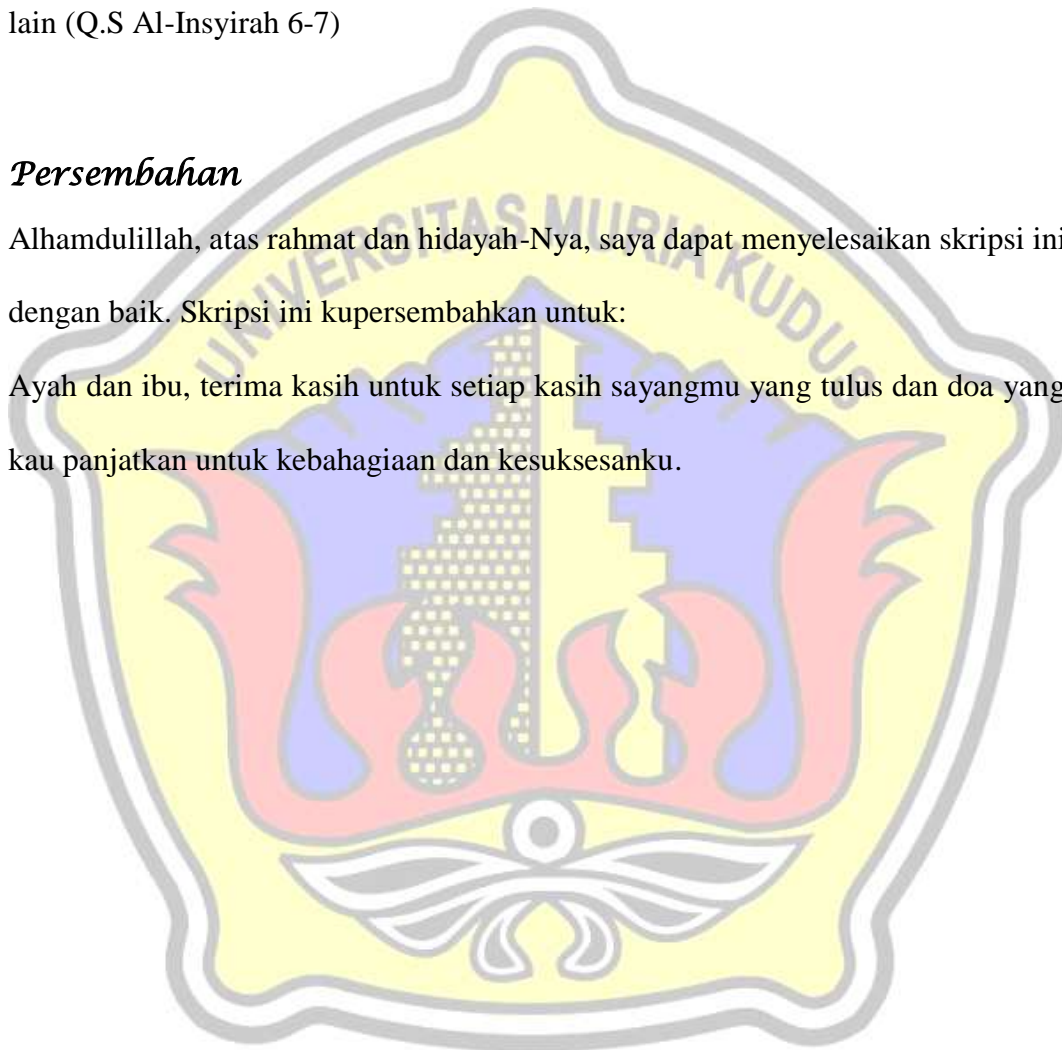 lain (Q.S Al-Insyirah 6-7)
Persembahan
UNIVERSITAS MURIA KUDUS
Alhamdulillah, atas rahmat dan hidayah-Nya, saya dapat menyelesaikan skripsi ini
dengan baik. Skripsi ini kupersembahkan untuk:
Ayah dan ibu, terima kasih untuk setiap kasih sayangmu yang tulus dan doa yang
kau panjatkan untuk kebahagiaan dan kesuksesanku.